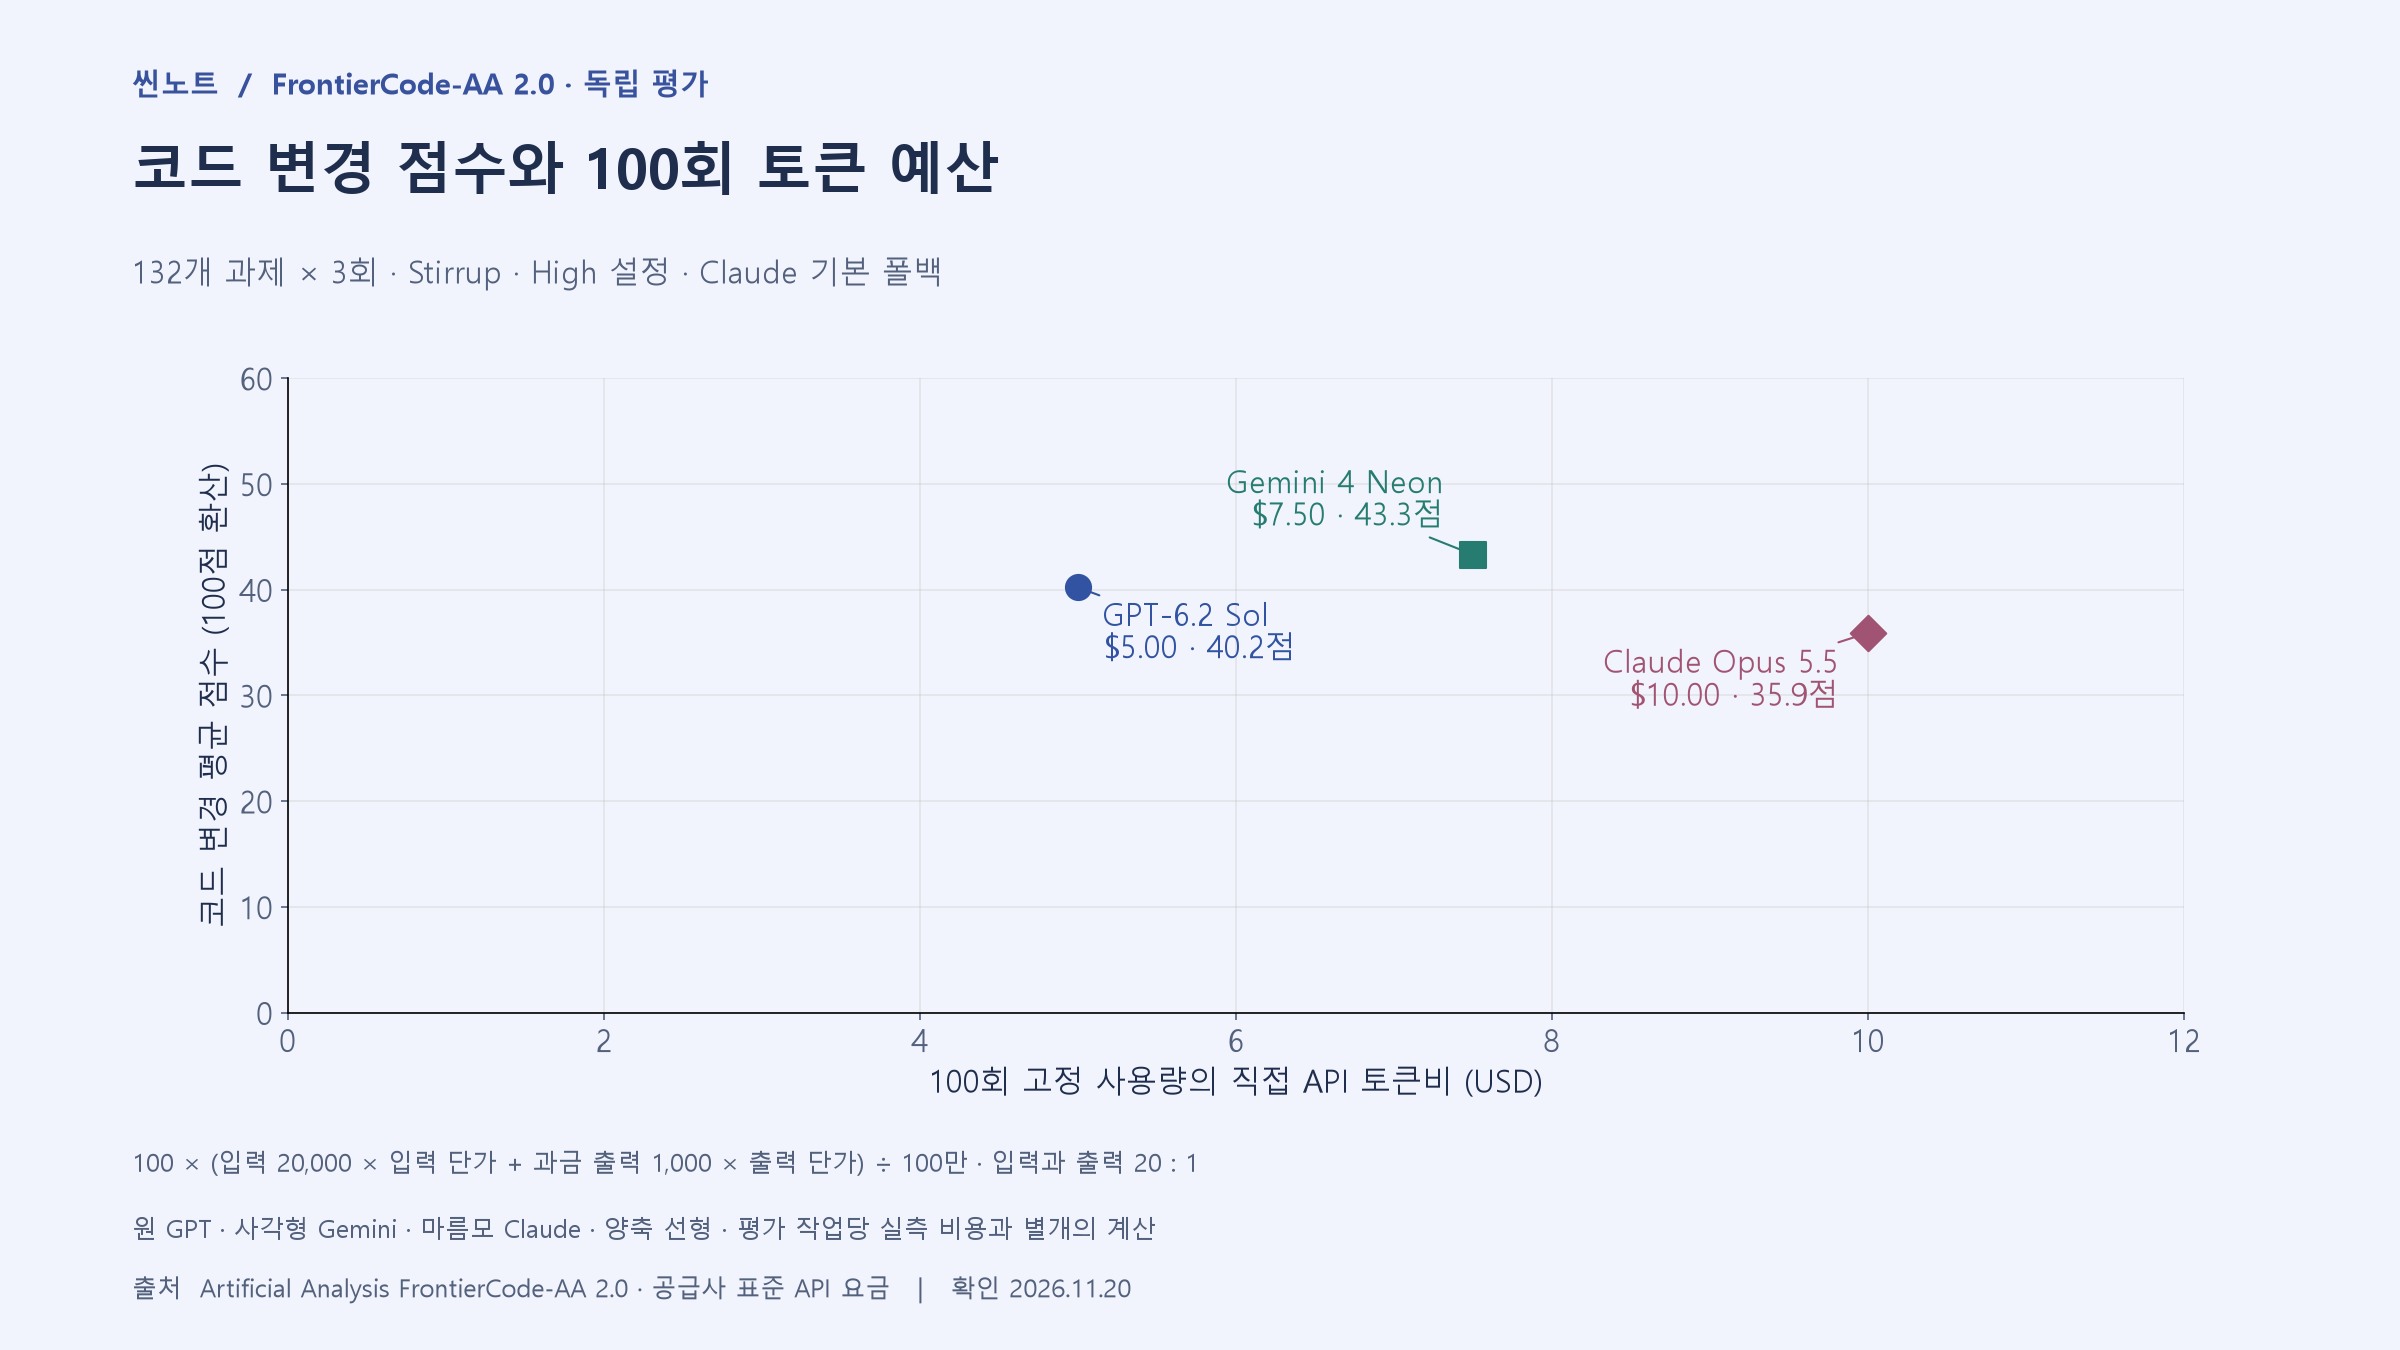 씬노트 / FrontierCode-AA 2.0 · 독립 평가
코드 변경 점수와 100회 토큰 예산
132개 과제 × 3회 · Stirrup · High 설정 · Claude 기본 폴백
코드 변경 평균 점수 (100점 환산)
60
50
40
30
20
10
0
Gemini 4 Neon
$7.50 · 43.3점
GPT-6.2 Sol
$5.00 · 40.2점
Claude Opus 5.5
$10.00 · 35.9점
0 2 4 6 8 10 12
100회 고정 사용량의 직접 API 토큰비 (USD)
100 × (입력 20,000 × 입력 단가 + 과금 출력 1,000 × 출력 단가) ÷ 100만 · 입력과 출력 20 : 1
원 GPT · 사각형 Gemini · 마름모 Claude · 양축 선형 · 평가 작업당 실측 비용과 별개의 계산
출처 Artificial Analysis FrontierCode-AA 2.0 · 공급사 표준 API 요금 | 확인 2026.11.20